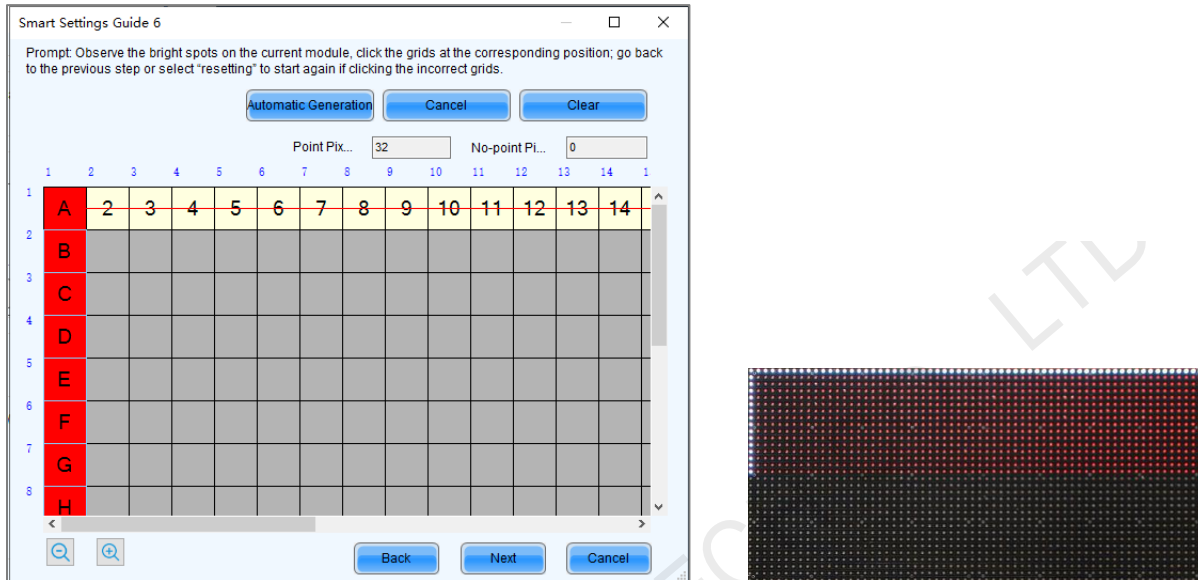 Smart Settings Guide 6
Prompt: Observe the bright spots on the current module, click the grids at the corresponding position; go back
to the previous step or select “resetting” to start again if clicking the incorrect grids.
Automatic Generation Cancel Clear
Point Pix... 32 No-point Pi... 0
1 2 3 4 5 6 7 8 9 10 11 12 13 14 1
1 A 2 3 4 5 6 7 8 9 10 11 12 13 14
2 B
3 C
4 D
5 E
6 F
7 G
8 H
Back Next Cancel
LTD
EC